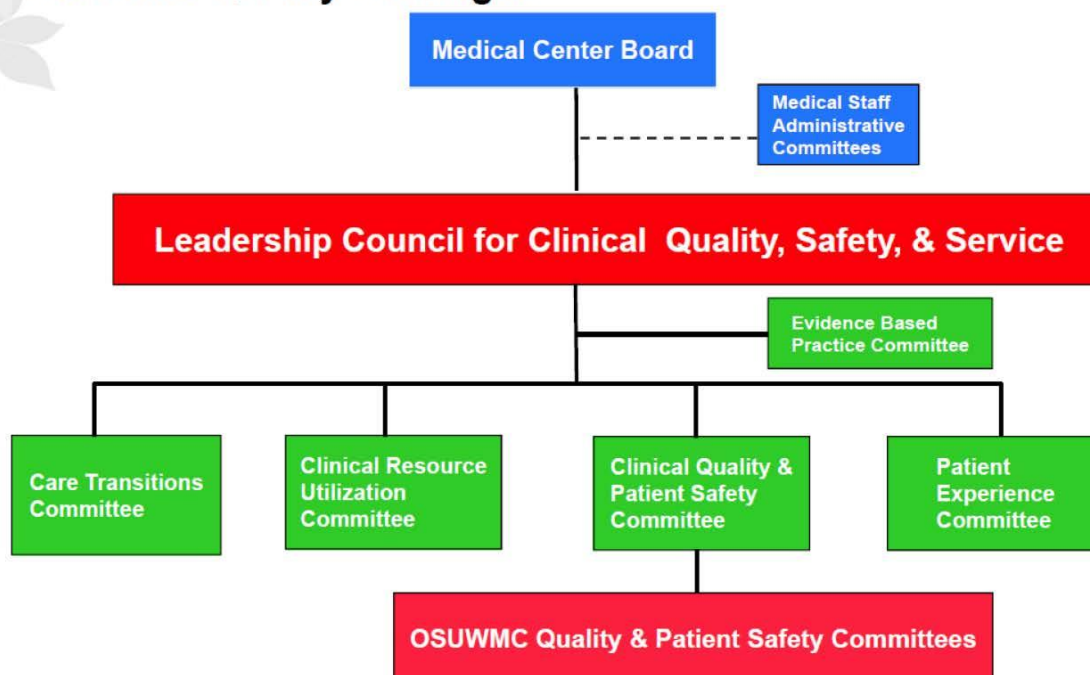 Medical Center Board
Medical Staff
Administrative
Committees
Leadership Council for Clinical Quality, Safety, & Service
Evidence Based
Practice Committee
Care Transitions
Committee
Clinical Resource
Utilization
Committee
Clinical Quality &
Patient Safety
Committee
Patient
Experience
Committee
OSUWMC Quality & Patient Safety Committees